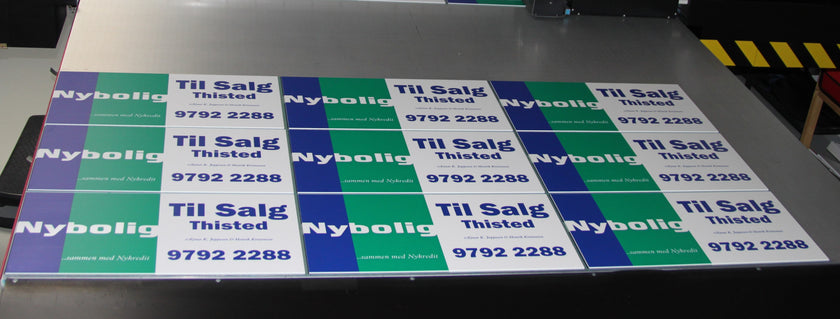 Nybolig
...sammen med Nykredit
Til Salg
Thisted
9792 2288
Nybolig
...sammen med Nykredit
Til Salg
Thisted
9792 2288
Nybolig
...sammen med Nykredit
Til Salg
Thisted
9792 2288
Nybolig
...sammen med Nykredit
Til Salg
Thisted
9792 2288
Nybolig
...sammen med Nykredit
Til Salg
Thisted
9792 2288
Nybolig
...sammen med Nykredit
Til Salg
Thisted
9792 2288
Nybolig
...sammen med Nykredit
Til Salg
Thisted
9792 2288
Nybolig
...sammen med Nykredit
Til Salg
Thisted
9792 2288
Nybolig
...sammen med Nykredit
Til Salg
Thisted
9792 2288